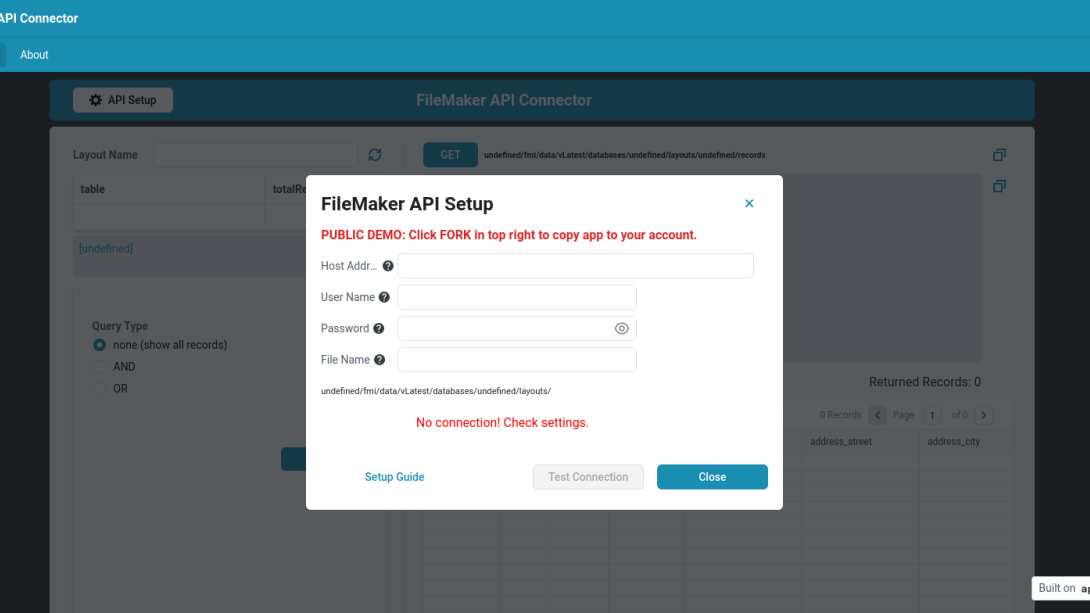 API Connector
About
API Setup
FileMaker API Connector
Layout Name
GET
undefined/fmi/data/vLatest/databases/undefined/layouts/undefined/records
table
[undefined]
Query Type
none (show all records)
AND
OR
FileMaker API Setup
PUBLIC DEMO: Click FORK in top right to copy app to your account.
Host Addr...
User Name
Password
File Name
undefined/fmi/data/vLatest/databases/undefined/layouts/
No connection! Check settings.
Setup Guide
Test Connection
Close
Returned Records: 0
0 Records
Page
1
of 0
address_street
address_city
Built on